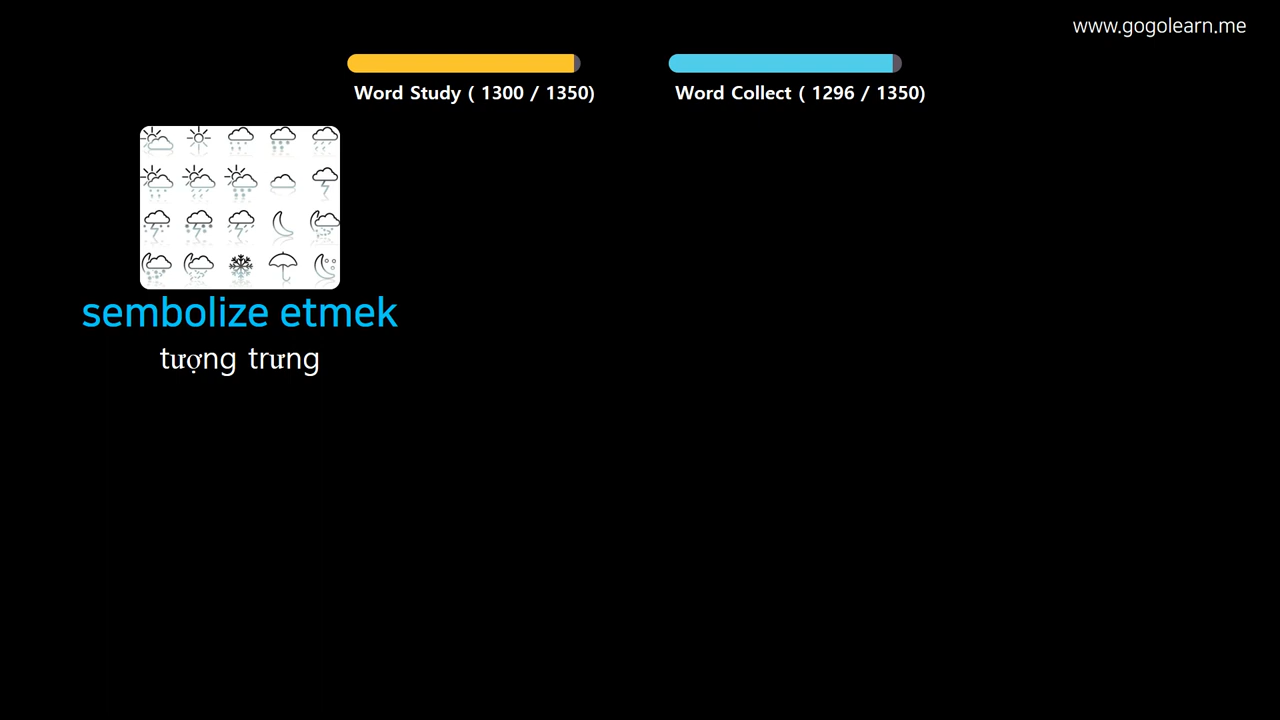 www.gogolearn.me
Word Study ( 1300 / 1350)
Word Collect ( 1296 / 1350)
sembolize etmek
tượng trưng